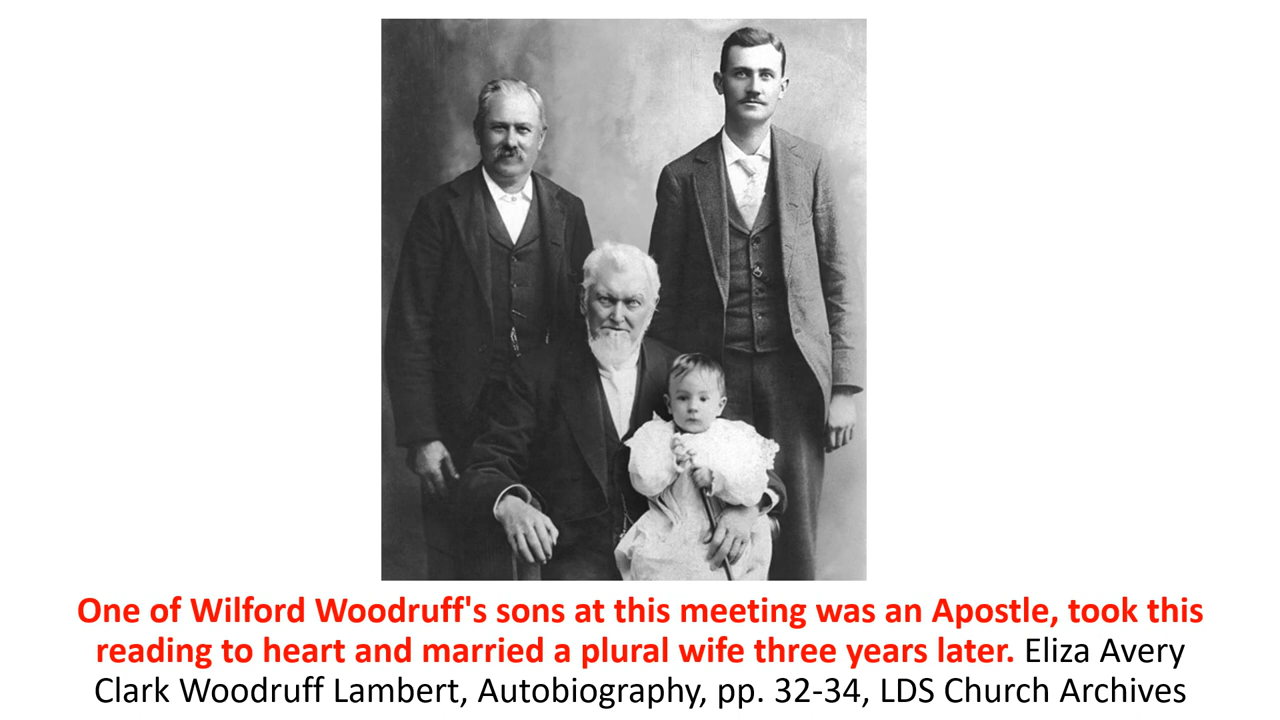 One of Wilford Woodruff's sons at this meeting was an Apostle, took this
reading to heart and married a plural wife three years later. Eliza Avery
Clark Woodruff Lambert, Autobiography, pp. 32-34, LDS Church Archives